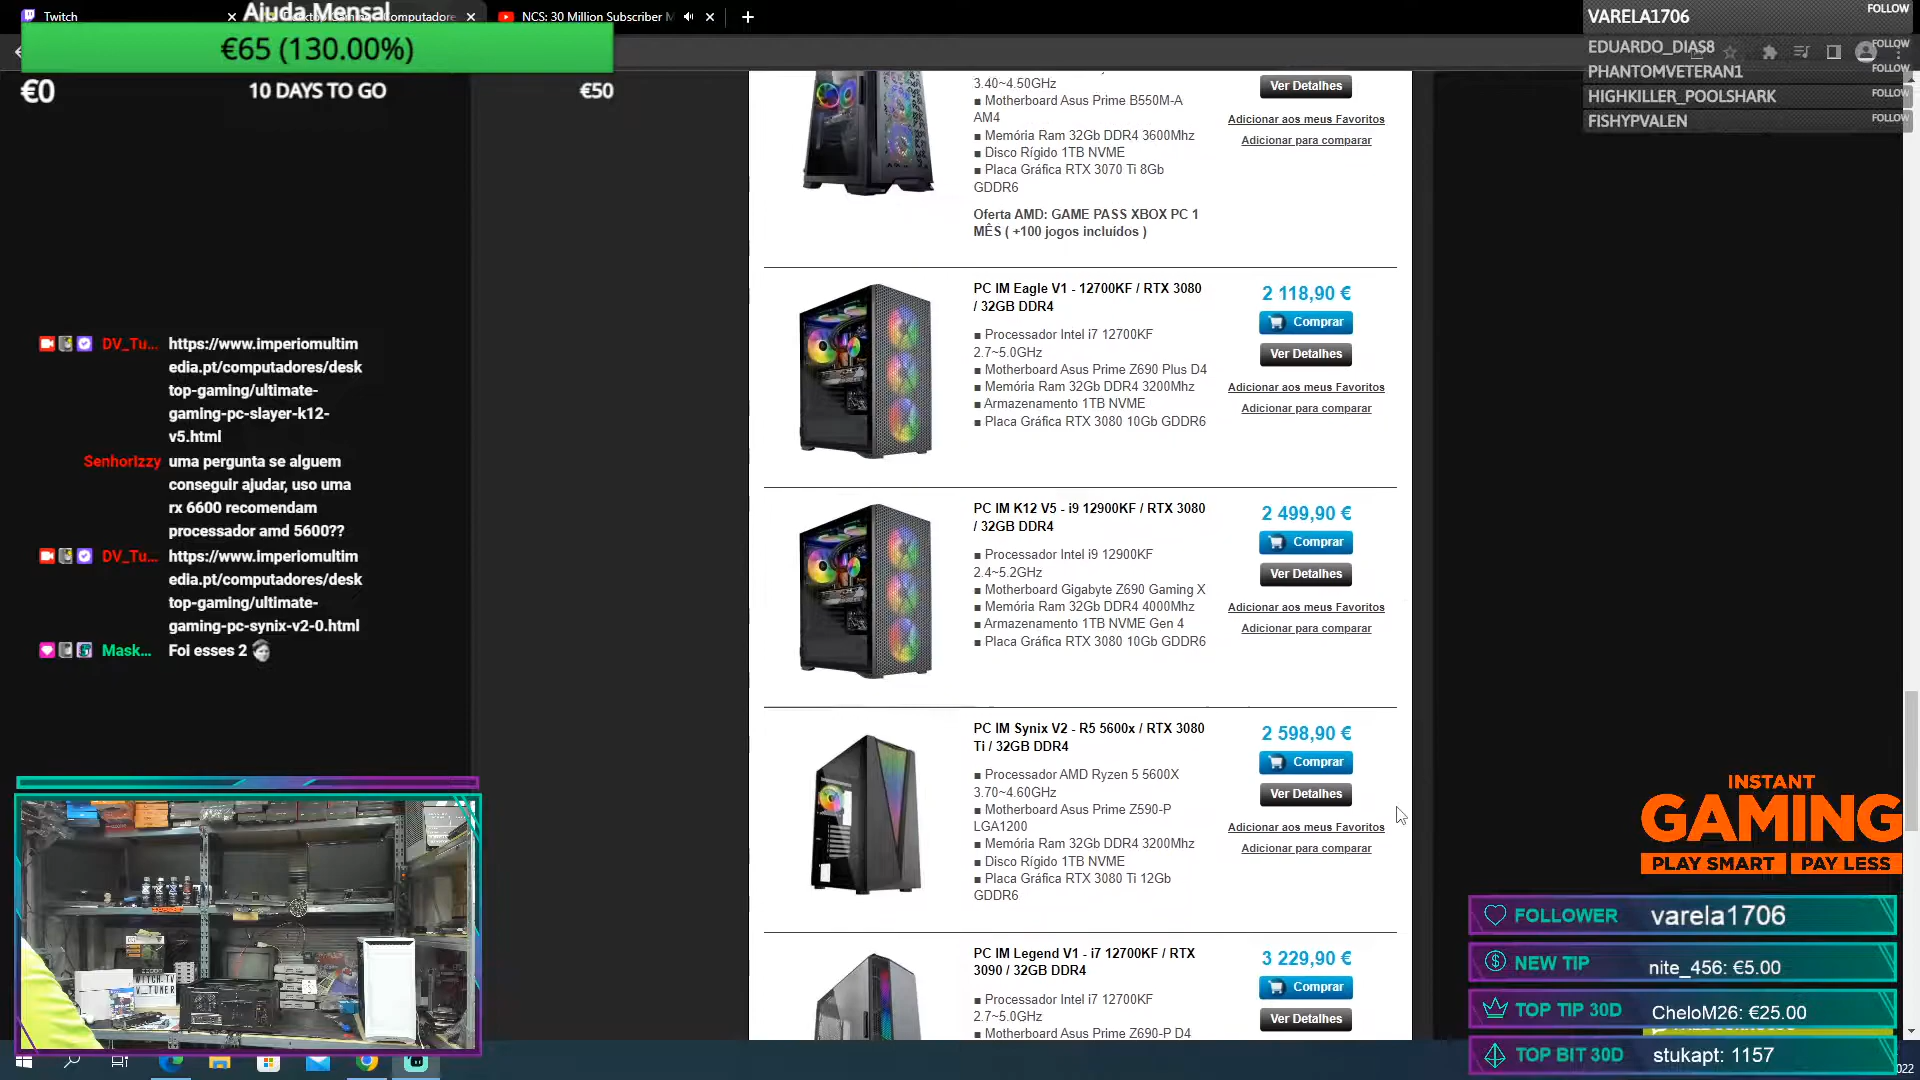 Twitch
Ajuda Mensal
NCS: 30 Million Subscriber M
€65 (130.00%)
€0
10 DAYS TO GO
€50
VARELA1706
FOLLOW
EDUARDO_DIAS8
FOLLOW
PHANTOMVETERAN1
FOLLOW
HIGHKILLER_POOLSHARK
FOLLOW
FISHYPVALEN
FOLLOW
3.40~4.50GHz
■ Motherboard Asus Prime B550M-A
AM4
■ Memória Ram 32Gb DDR4 3600Mhz
■ Disco Rígido 1TB NVME
■ Placa Gráfica RTX 3070 Ti 8Gb
GDDR6
Oferta AMD: GAME PASS XBOX PC 1
MÊS ( +100 jogos incluídos )
Ver Detalhes
Adicionar aos meus Favoritos
Adicionar para comparar
PC IM Eagle V1 - 12700KF / RTX 3080
/ 32GB DDR4
■ Processador Intel i7 12700KF
2.7~5.0GHz
■ Motherboard Asus Prime Z690 Plus D4
■ Memória Ram 32Gb DDR4 3200Mhz
■ Armazenamento 1TB NVME
■ Placa Gráfica RTX 3080 10Gb GDDR6
2 118,90 €
Comprar
Ver Detalhes
Adicionar aos meus Favoritos
Adicionar para comparar
PC IM K12 V5 - i9 12900KF / RTX 3080
/ 32GB DDR4
■ Processador Intel i9 12900KF
2.4~5.2GHz
■ Motherboard Gigabyte Z690 Gaming X
■ Memória Ram 32Gb DDR4 4000Mhz
■ Armazenamento 1TB NVME Gen 4
■ Placa Gráfica RTX 3080 10Gb GDDR6
2 499,90 €
Comprar
Ver Detalhes
Adicionar aos meus Favoritos
Adicionar para comparar
PC IM Synix V2 - R5 5600x / RTX 3080
Ti / 32GB DDR4
■ Processador AMD Ryzen 5 5600X
3.70~4.60GHz
■ Motherboard Asus Prime Z590-P
LGA1200
■ Memória Ram 32Gb DDR4 3200Mhz
■ Disco Rígido 1TB NVME
■ Placa Gráfica RTX 3080 Ti 12Gb
GDDR6
2 598,90 €
Comprar
Ver Detalhes
Adicionar aos meus Favoritos
Adicionar para comparar
PC IM Legend V1 - i7 12700KF / RTX
3090 / 32GB DDR4
■ Processador Intel i7 12700KF
2.7~5.0GHz
■ Motherboard Asus Prime Z690-P D4
3 229,90 €
Comprar
Ver Detalhes
DV_Tu... https://www.imperiomultim
edia.pt/computadores/desk
top-gaming/ultimate-
gaming-pc-slayer-k12-
v5.html
SenhorIzzy uma pergunta se alguem
conseguir ajudar, uso uma
rx 6600 recomendam
processador amd 5600??
DV_Tu... https://www.imperiomultim
edia.pt/computadores/desk
top-gaming/ultimate-
gaming-pc-synix-v2-0.html
Mask... Foi esses 2
INSTANT
GAMING
PLAY SMART PAY LESS
FOLLOWER varela1706
NEW TIP nite_456: €5.00
TOP TIP 30D CheloM26: €25.00
TOP BIT 30D stukapt: 1157